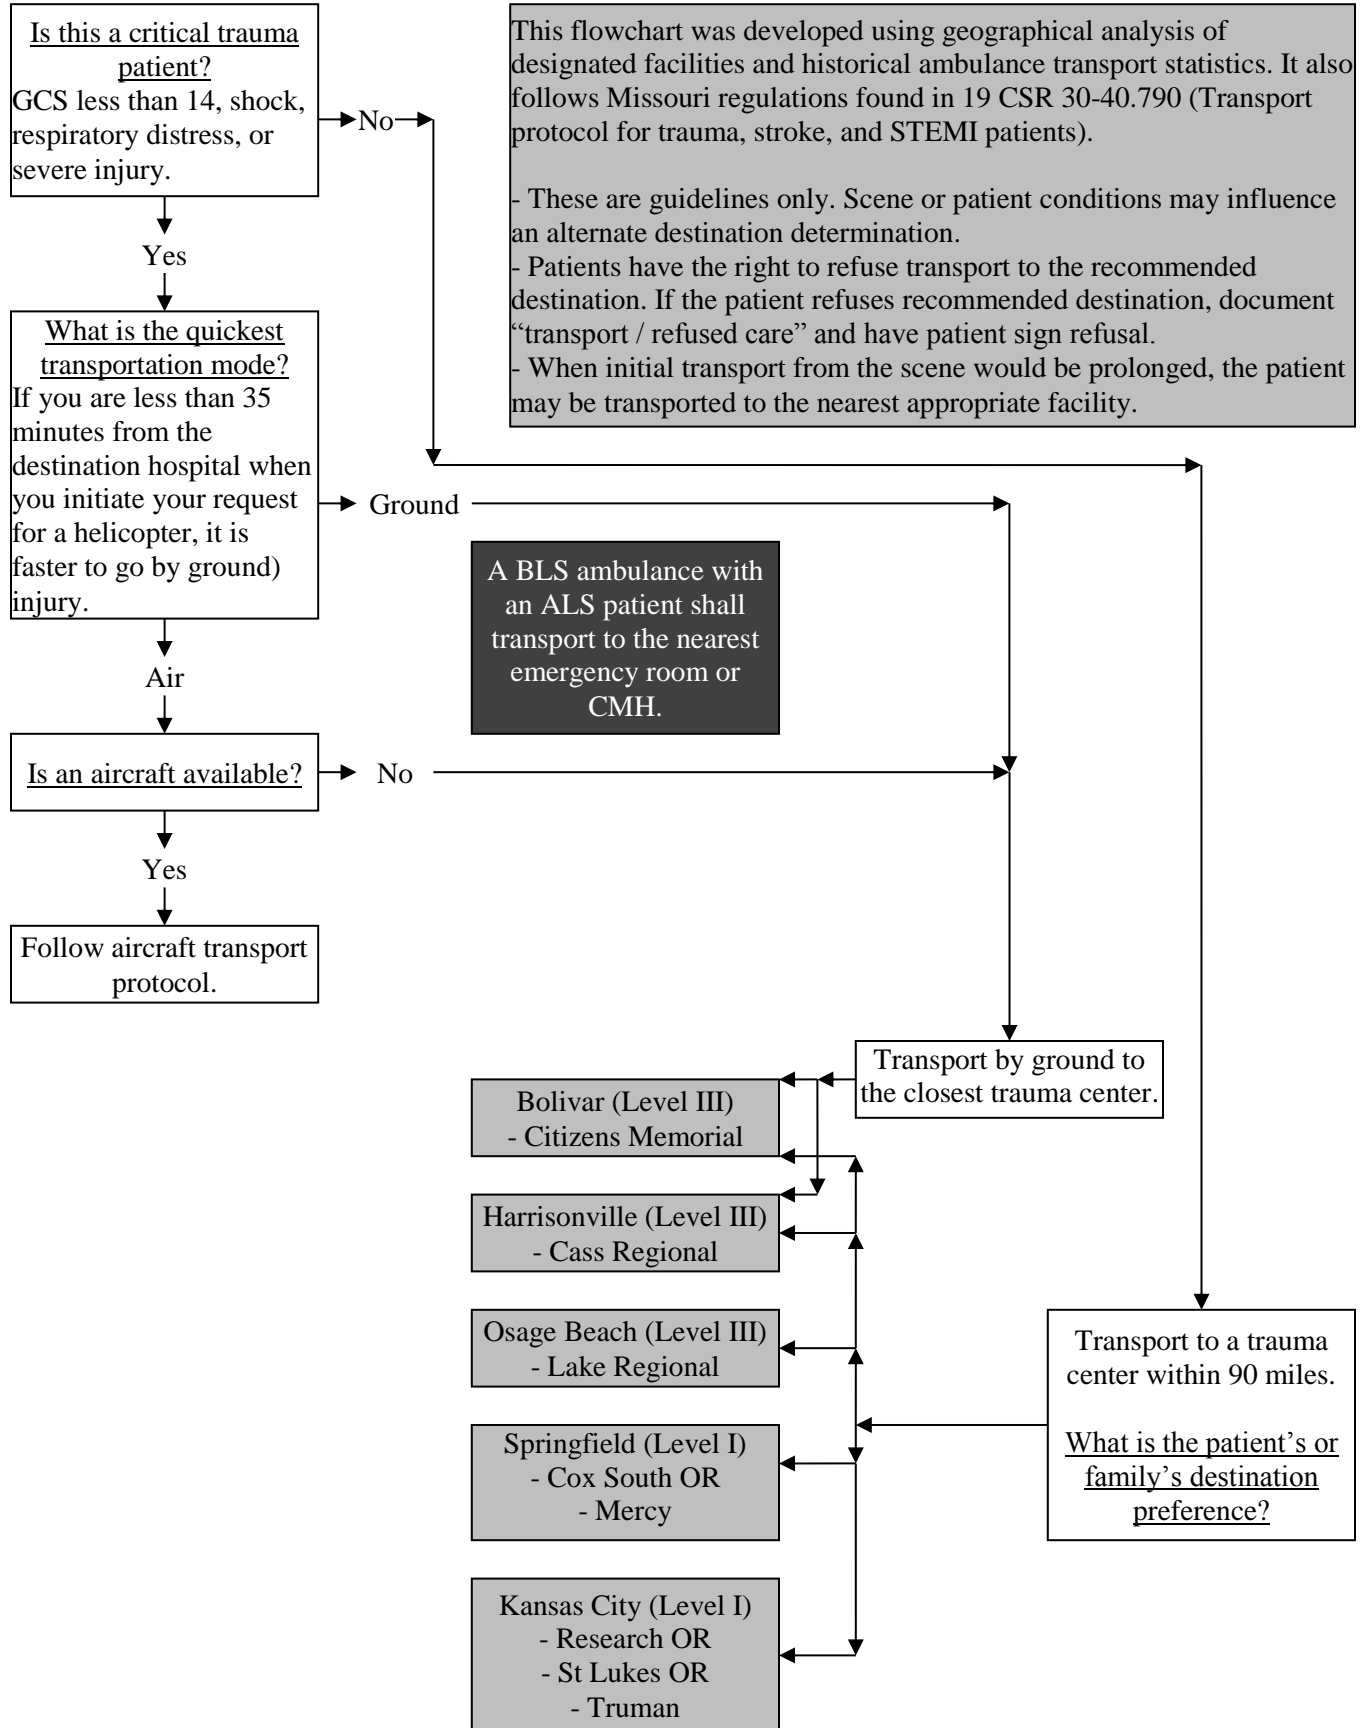 Is this a critical trauma
patient?
GCS less than 14, shock,
respiratory distress, or
severe injury.
No
This flowchart was developed using geographical analysis of
designated facilities and historical ambulance transport statistics. It also
follows Missouri regulations found in 19 CSR 30-40.790 (Transport
protocol for trauma, stroke, and STEMI patients).
- These are guidelines only. Scene or patient conditions may influence
an alternate destination determination.
- Patients have the right to refuse transport to the recommended
destination. If the patient refuses recommended destination, document
“transport / refused care” and have patient sign refusal.
- When initial transport from the scene would be prolonged, the patient
may be transported to the nearest appropriate facility.
Yes
What is the quickest
transportation mode?
If you are less than 35
minutes from the
destination hospital when
you initiate your request
for a helicopter, it is
faster to go by ground)
injury.
Ground
A BLS ambulance with
an ALS patient shall
transport to the nearest
emergency room or
CMH.
Air
Is an aircraft available?
No
Yes
Follow aircraft transport
protocol.
Transport by ground to
the closest trauma center.
Bolivar (Level III)
- Citizens Memorial
Harrisonville (Level III)
- Cass Regional
Osage Beach (Level III)
- Lake Regional
Springfield (Level I)
- Cox South OR
- Mercy
Kansas City (Level I)
- Research OR
- St Lukes OR
- Truman
Transport to a trauma
center within 90 miles.
What is the patient’s or
family’s destination
preference?